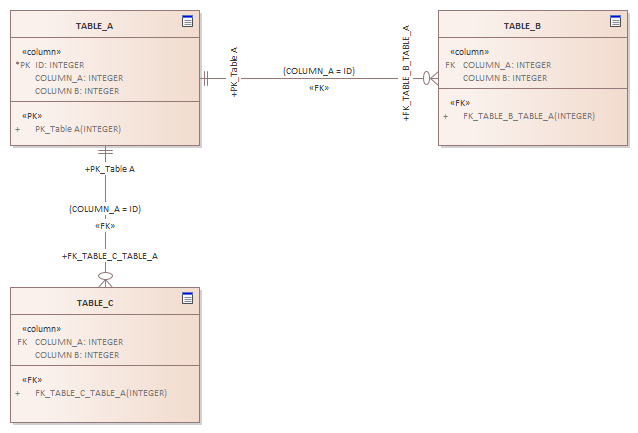 TABLE_A
«column»
*PK ID: INTEGER
COLUMN_A: INTEGER
COLUMN B: INTEGER
«PK»
+ PK_Table A(INTEGER)
+PK_Table A
(COLUMN_A = ID)
«FK»
+FK_TABLE_B_TABLE_A
TABLE_B
«column»
FK COLUMN_A: INTEGER
COLUMN B: INTEGER
«FK»
+ FK_TABLE_B_TABLE_A(INTEGER)
+PK_Table A
(COLUMN_A = ID)
«FK»
+FK_TABLE_C_TABLE_A
TABLE_C
«column»
FK COLUMN_A: INTEGER
COLUMN B: INTEGER
«FK»
+ FK_TABLE_C_TABLE_A(INTEGER)